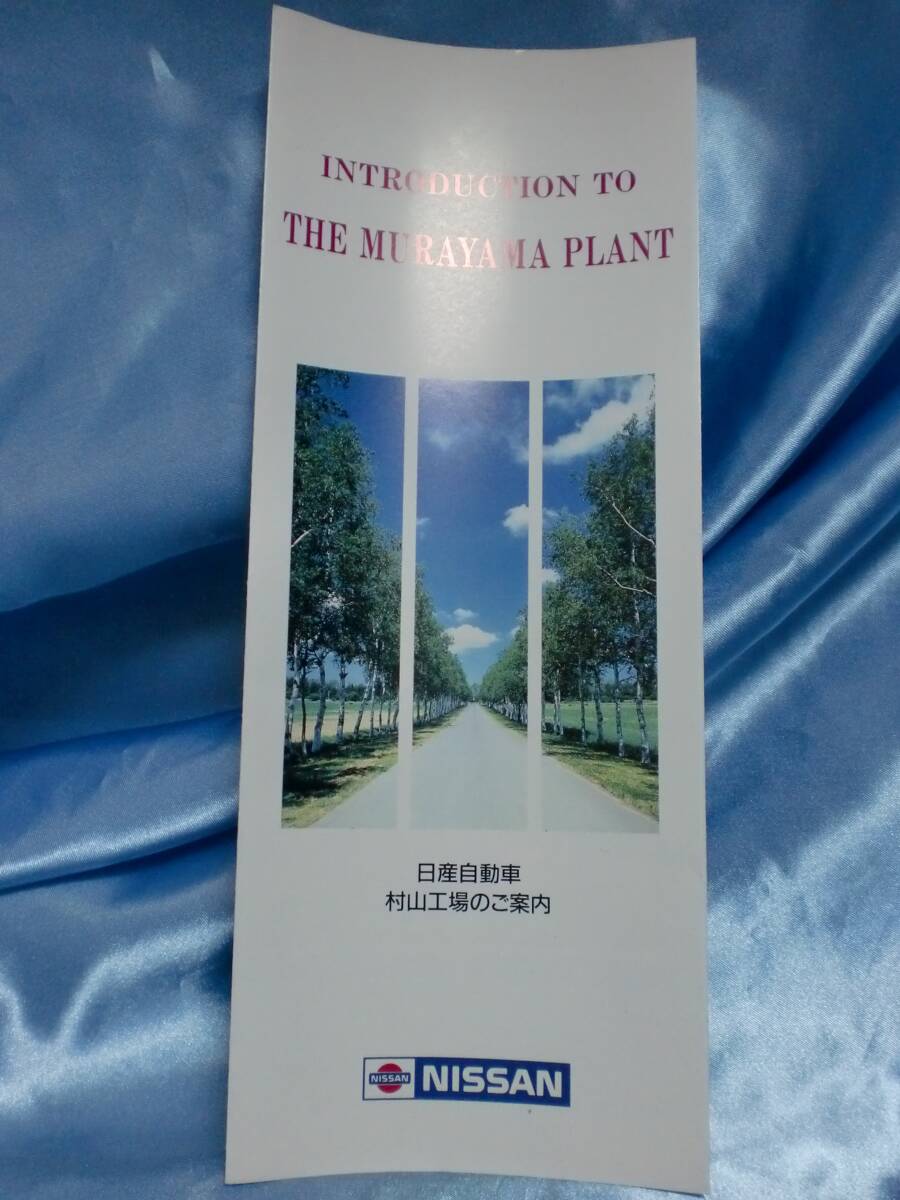 INTRODUCTION TO
THE MURAYAMA PLANT
日産自動車
村山工場のご案内
NISSAN NISSAN